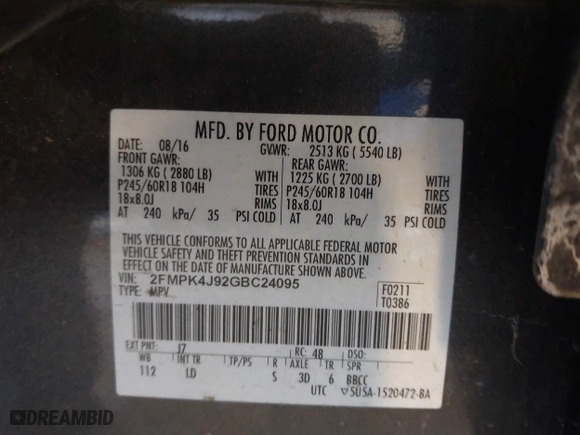 MFD. BY FORD MOTOR CO.
DATE: 08/16 GVWR: 2513 KG ( 5540 LB)
FRONT GAWR: REAR GAWR:
1306 KG ( 2880 LB) WITH 1225 KG ( 2700 LB) WITH
P245/60R18 104H TIRES P245/60R18 104H TIRES
18x8.0J RIMS 18x8.0J RIMS
AT 240 kPa/ 35 PSI COLD AT 240 kPa/ 35 PSI COLD
THIS VEHICLE CONFORMS TO ALL APPLICABLE FEDERAL MOTOR
VEHICLE SAFETY AND THEFT PREVENTION STANDARDS IN EFFECT
ON THE DATE OF MANUFACTURE SHOWN ABOVE.
VIN: 2FMPK4J92GBC24095 F0211
TYPE: MPV T0386
EXT PNT: J7 RC: 48 DSO:
WB INT TR TP/PS R AXLE TR SPR
112 LD S 3D 6 BBCC
UTC ▽5USA-1520472-BA
DREAMBID